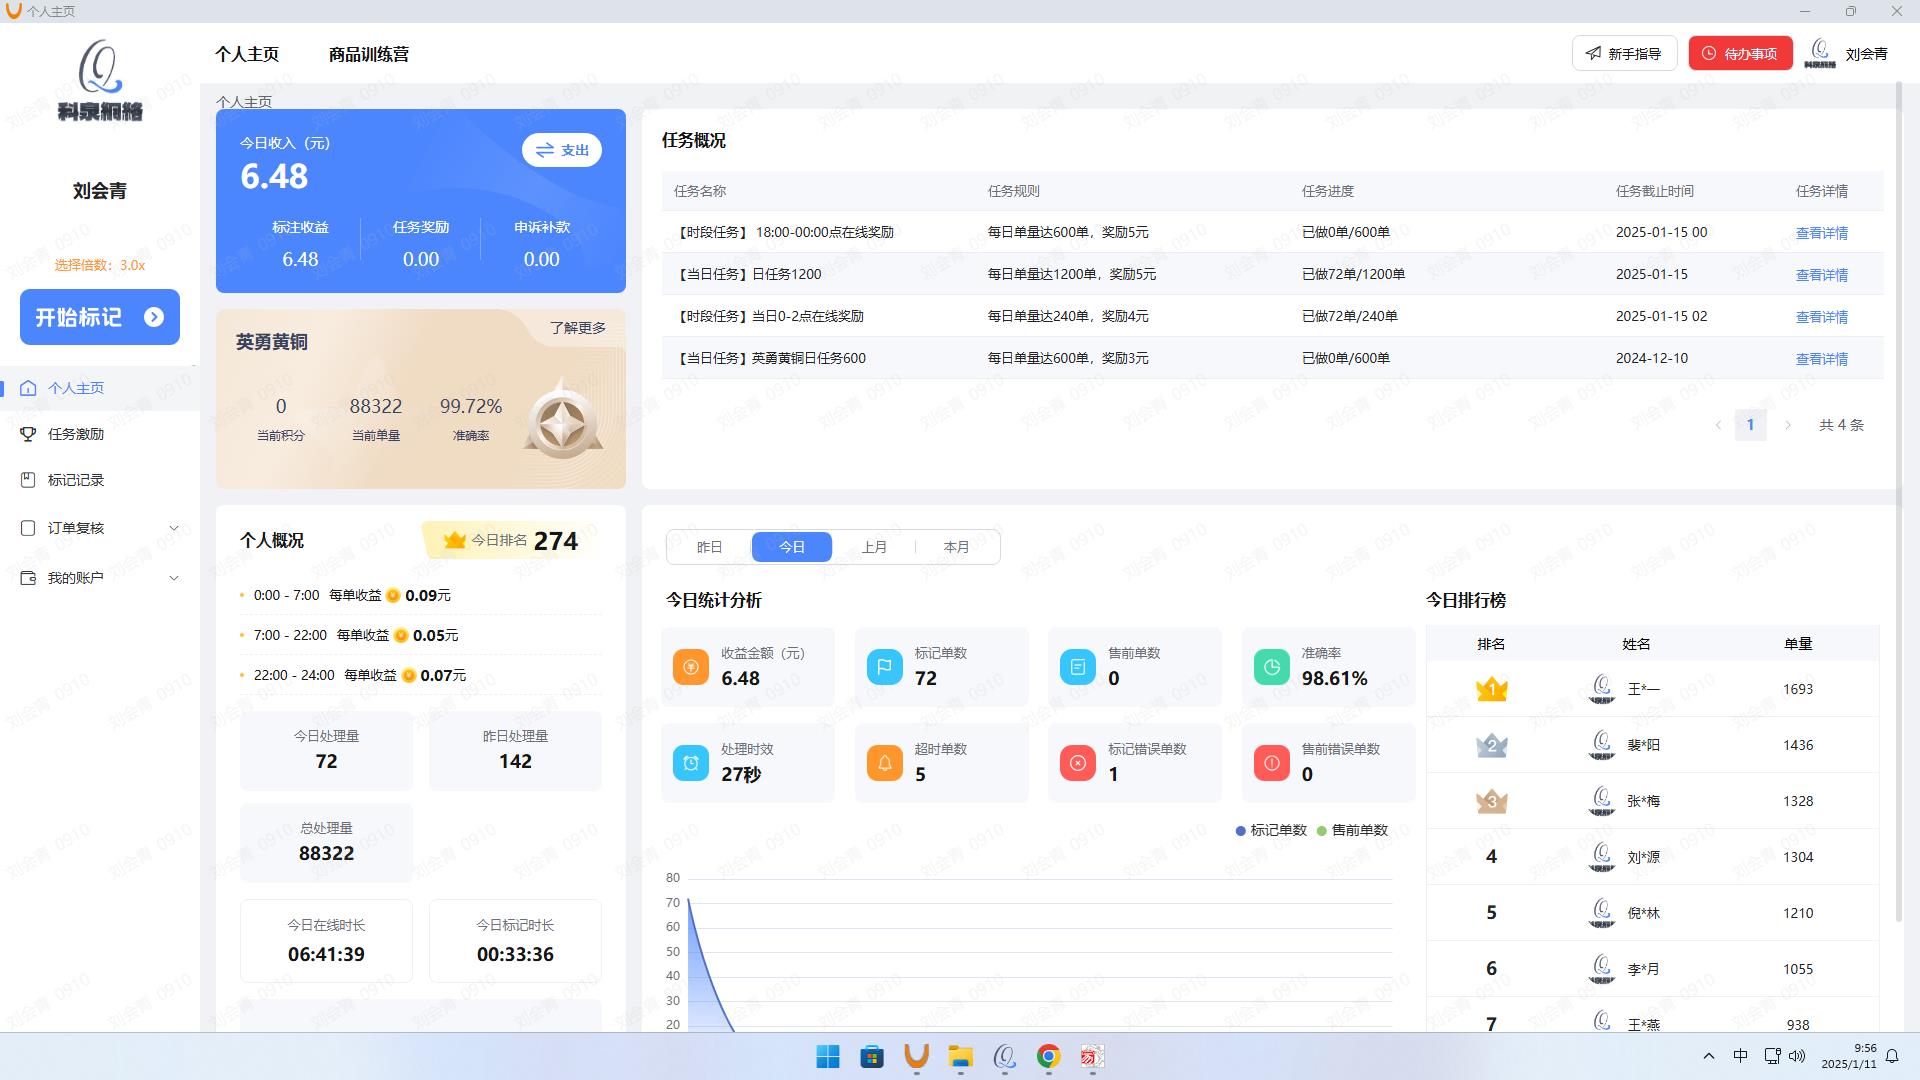 个人主页
科泉網络
刘会青
选择倍数：3.0x
开始标记
个人主页
任务激励
标记记录
订单复核
我的账户
个人主页 商品训练营
新手指导 待办事项 刘会青
个人主页
今日收入（元）
6.48
支出
标注收益 任务奖励 申诉补款
6.48 0.00 0.00
英勇黄铜
了解更多
0 88322 99.72%
当前积分 当前单量 准确率
任务概况
任务名称 任务规则 任务进度 任务截止时间 任务详情
【时段任务】 18:00-00:00点在线奖励 每日单量达600单，奖励5元 已做0单/600单 2025-01-15 00 查看详情
【当日任务】日任务1200 每日单量达1200单，奖励5元 已做72单/1200单 2025-01-15 查看详情
【时段任务】当日0-2点在线奖励 每日单量达240单，奖励4元 已做72单/240单 2025-01-15 02 查看详情
【当日任务】英勇黄铜日任务600 每日单量达600单，奖励3元 已做0单/600单 2024-12-10 查看详情
1 共 4 条
个人概况
今日排名 274
0:00 - 7:00 每单收益 0.09元
7:00 - 22:00 每单收益 0.05元
22:00 - 24:00 每单收益 0.07元
今日处理量 昨日处理量
72 142
总处理量
88322
今日在线时长 今日标记时长
06:41:39 00:33:36
昨日 今日 上月 本月
今日统计分析
收益金额（元） 标记单数 售前单数 准确率
6.48 72 0 98.61%
处理时效 超时单数 标记错误单数 售前错误单数
27秒 5 1 0
标记单数 售前单数
80
70
60
50
40
30
20
今日排行榜
排名 姓名 单量
1 王*一 1693
2 裴*阳 1436
3 张*梅 1328
4 刘*源 1304
5 倪*林 1210
6 李*月 1055
7 王*燕 938
中
9:56
2025/1/11
刘会青 0910